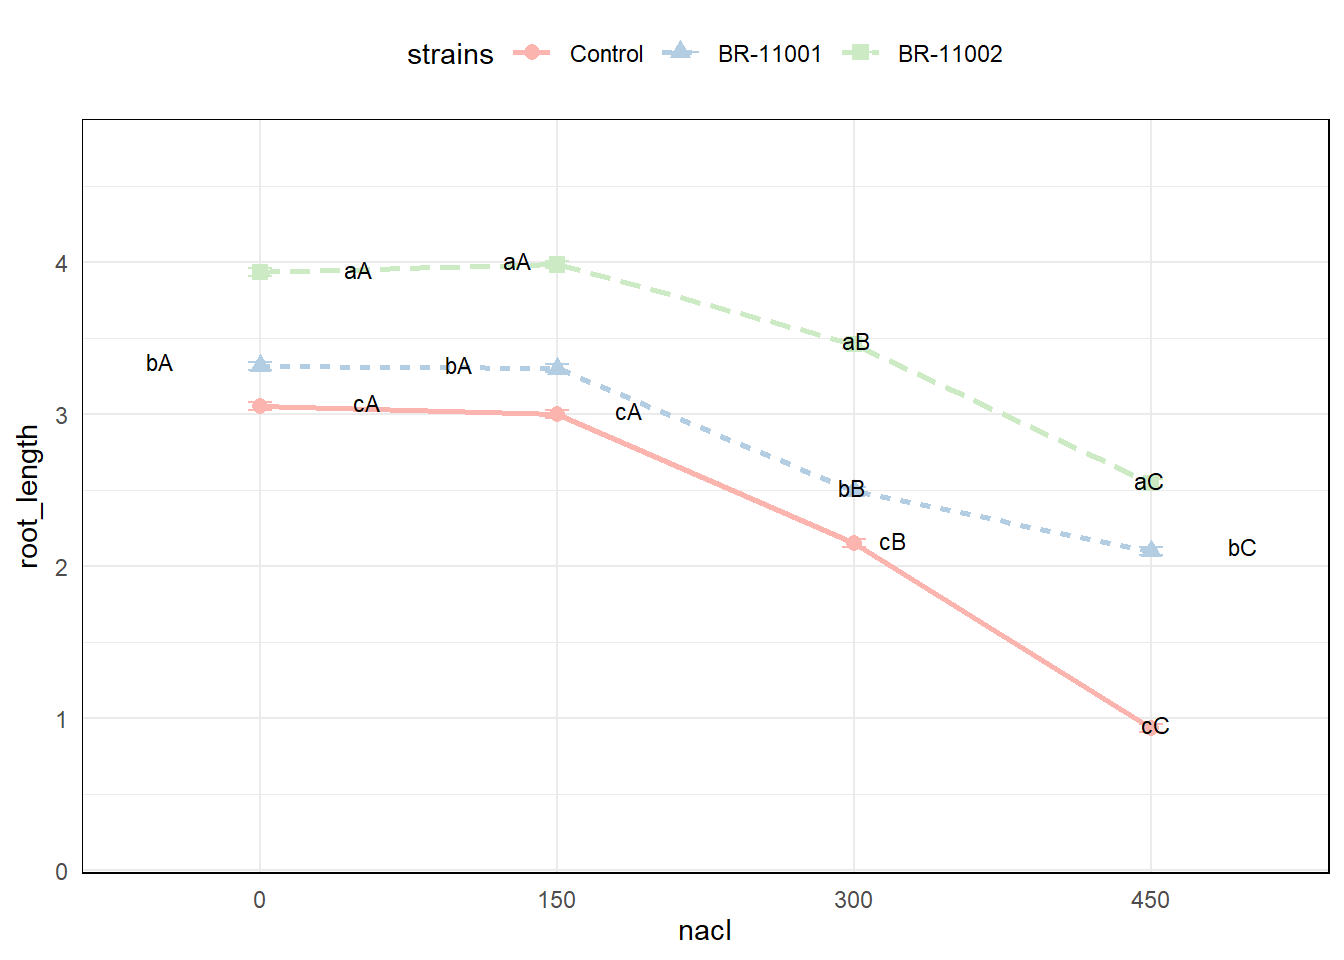 strains Control BR-11001 BR-11002
4
3
2
1
0
root_length
aA aA
aB
bA bA
cA cA
aC
bB
cB
bC
cC
0 150 300 450
nacl